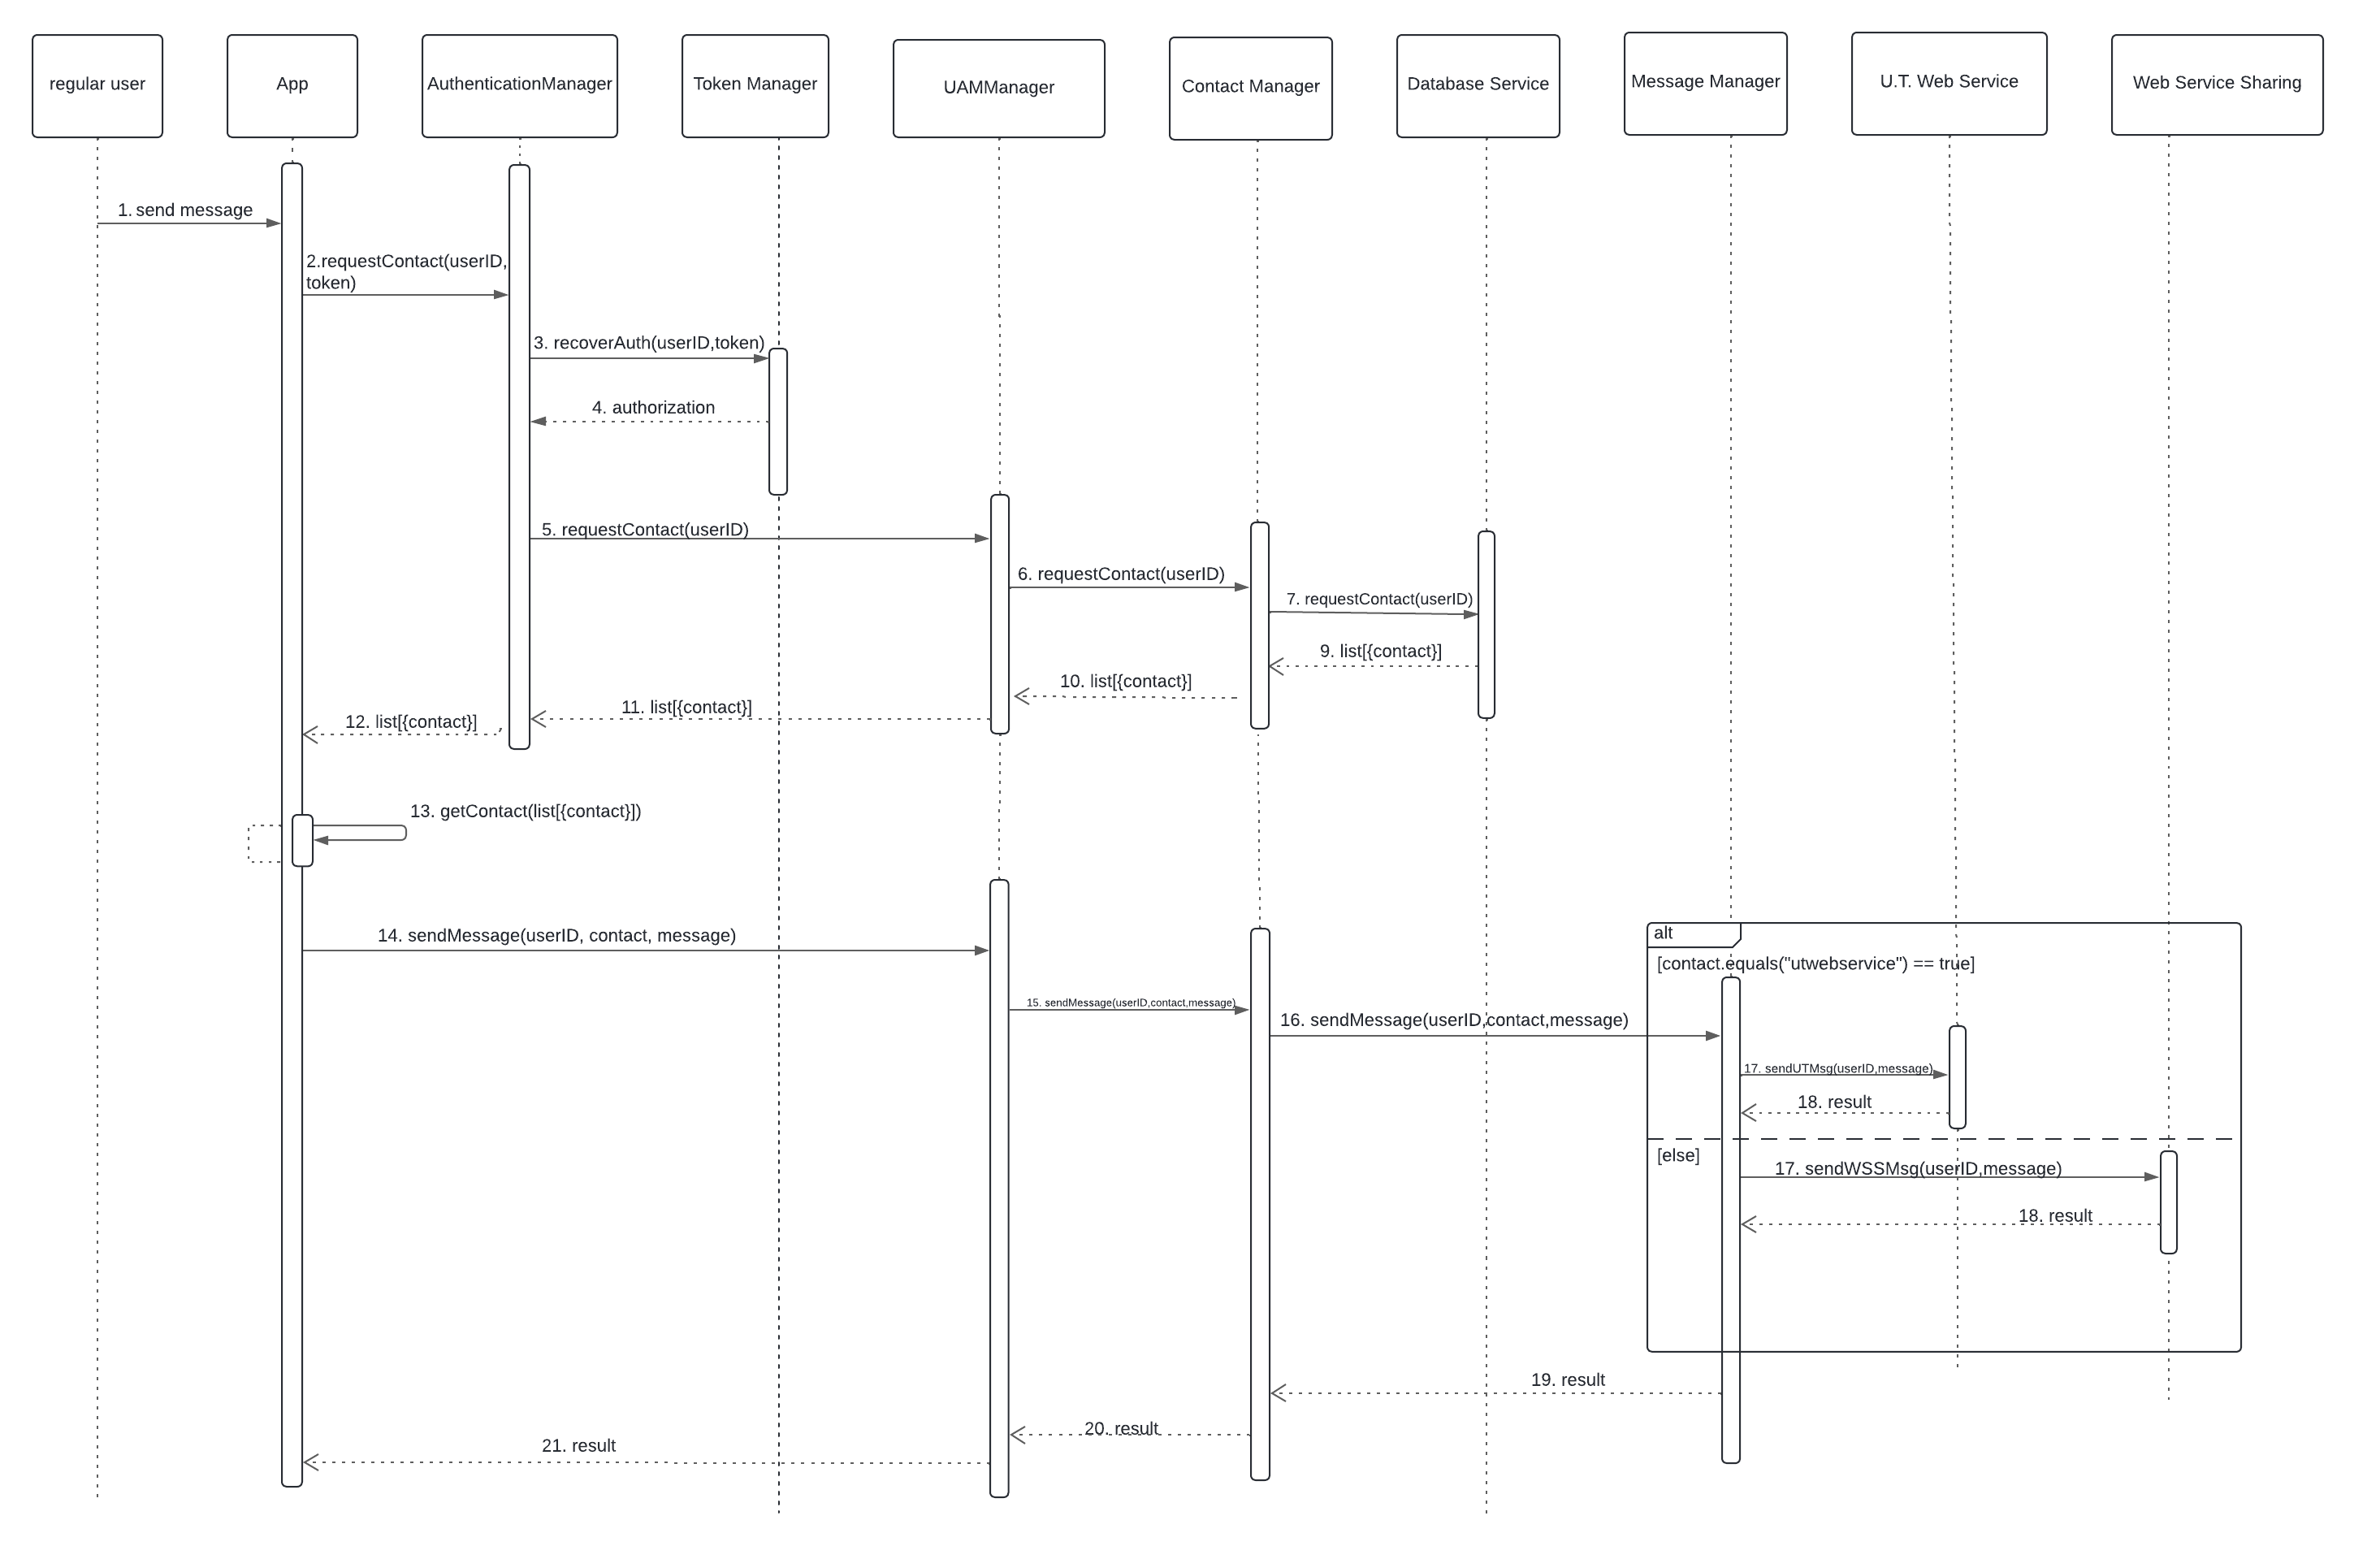 regular user
App
AuthenticationManager
Token Manager
UAMManager
Contact Manager
Database Service
Message Manager
U.T. Web Service
Web Service Sharing
1. send message
2.requestContact(userID,
token)
3. recoverAuth(userID,token)
4. authorization
5. requestContact(userID)
6. requestContact(userID)
7. requestContact(userID)
9. list[{contact}]
10. list[{contact}]
11. list[{contact}]
12. list[{contact}]
13. getContact(list[{contact}])
14. sendMessage(userID, contact, message)
alt
[contact.equals("utwebservice") == true]
15. sendMessage(userID,contact,message)
16. sendMessage(userID,contact,message)
17. sendUTMsg(userID,message)
18. result
[else]
17. sendWSSMsg(userID,message)
18. result
19. result
20. result
21. result